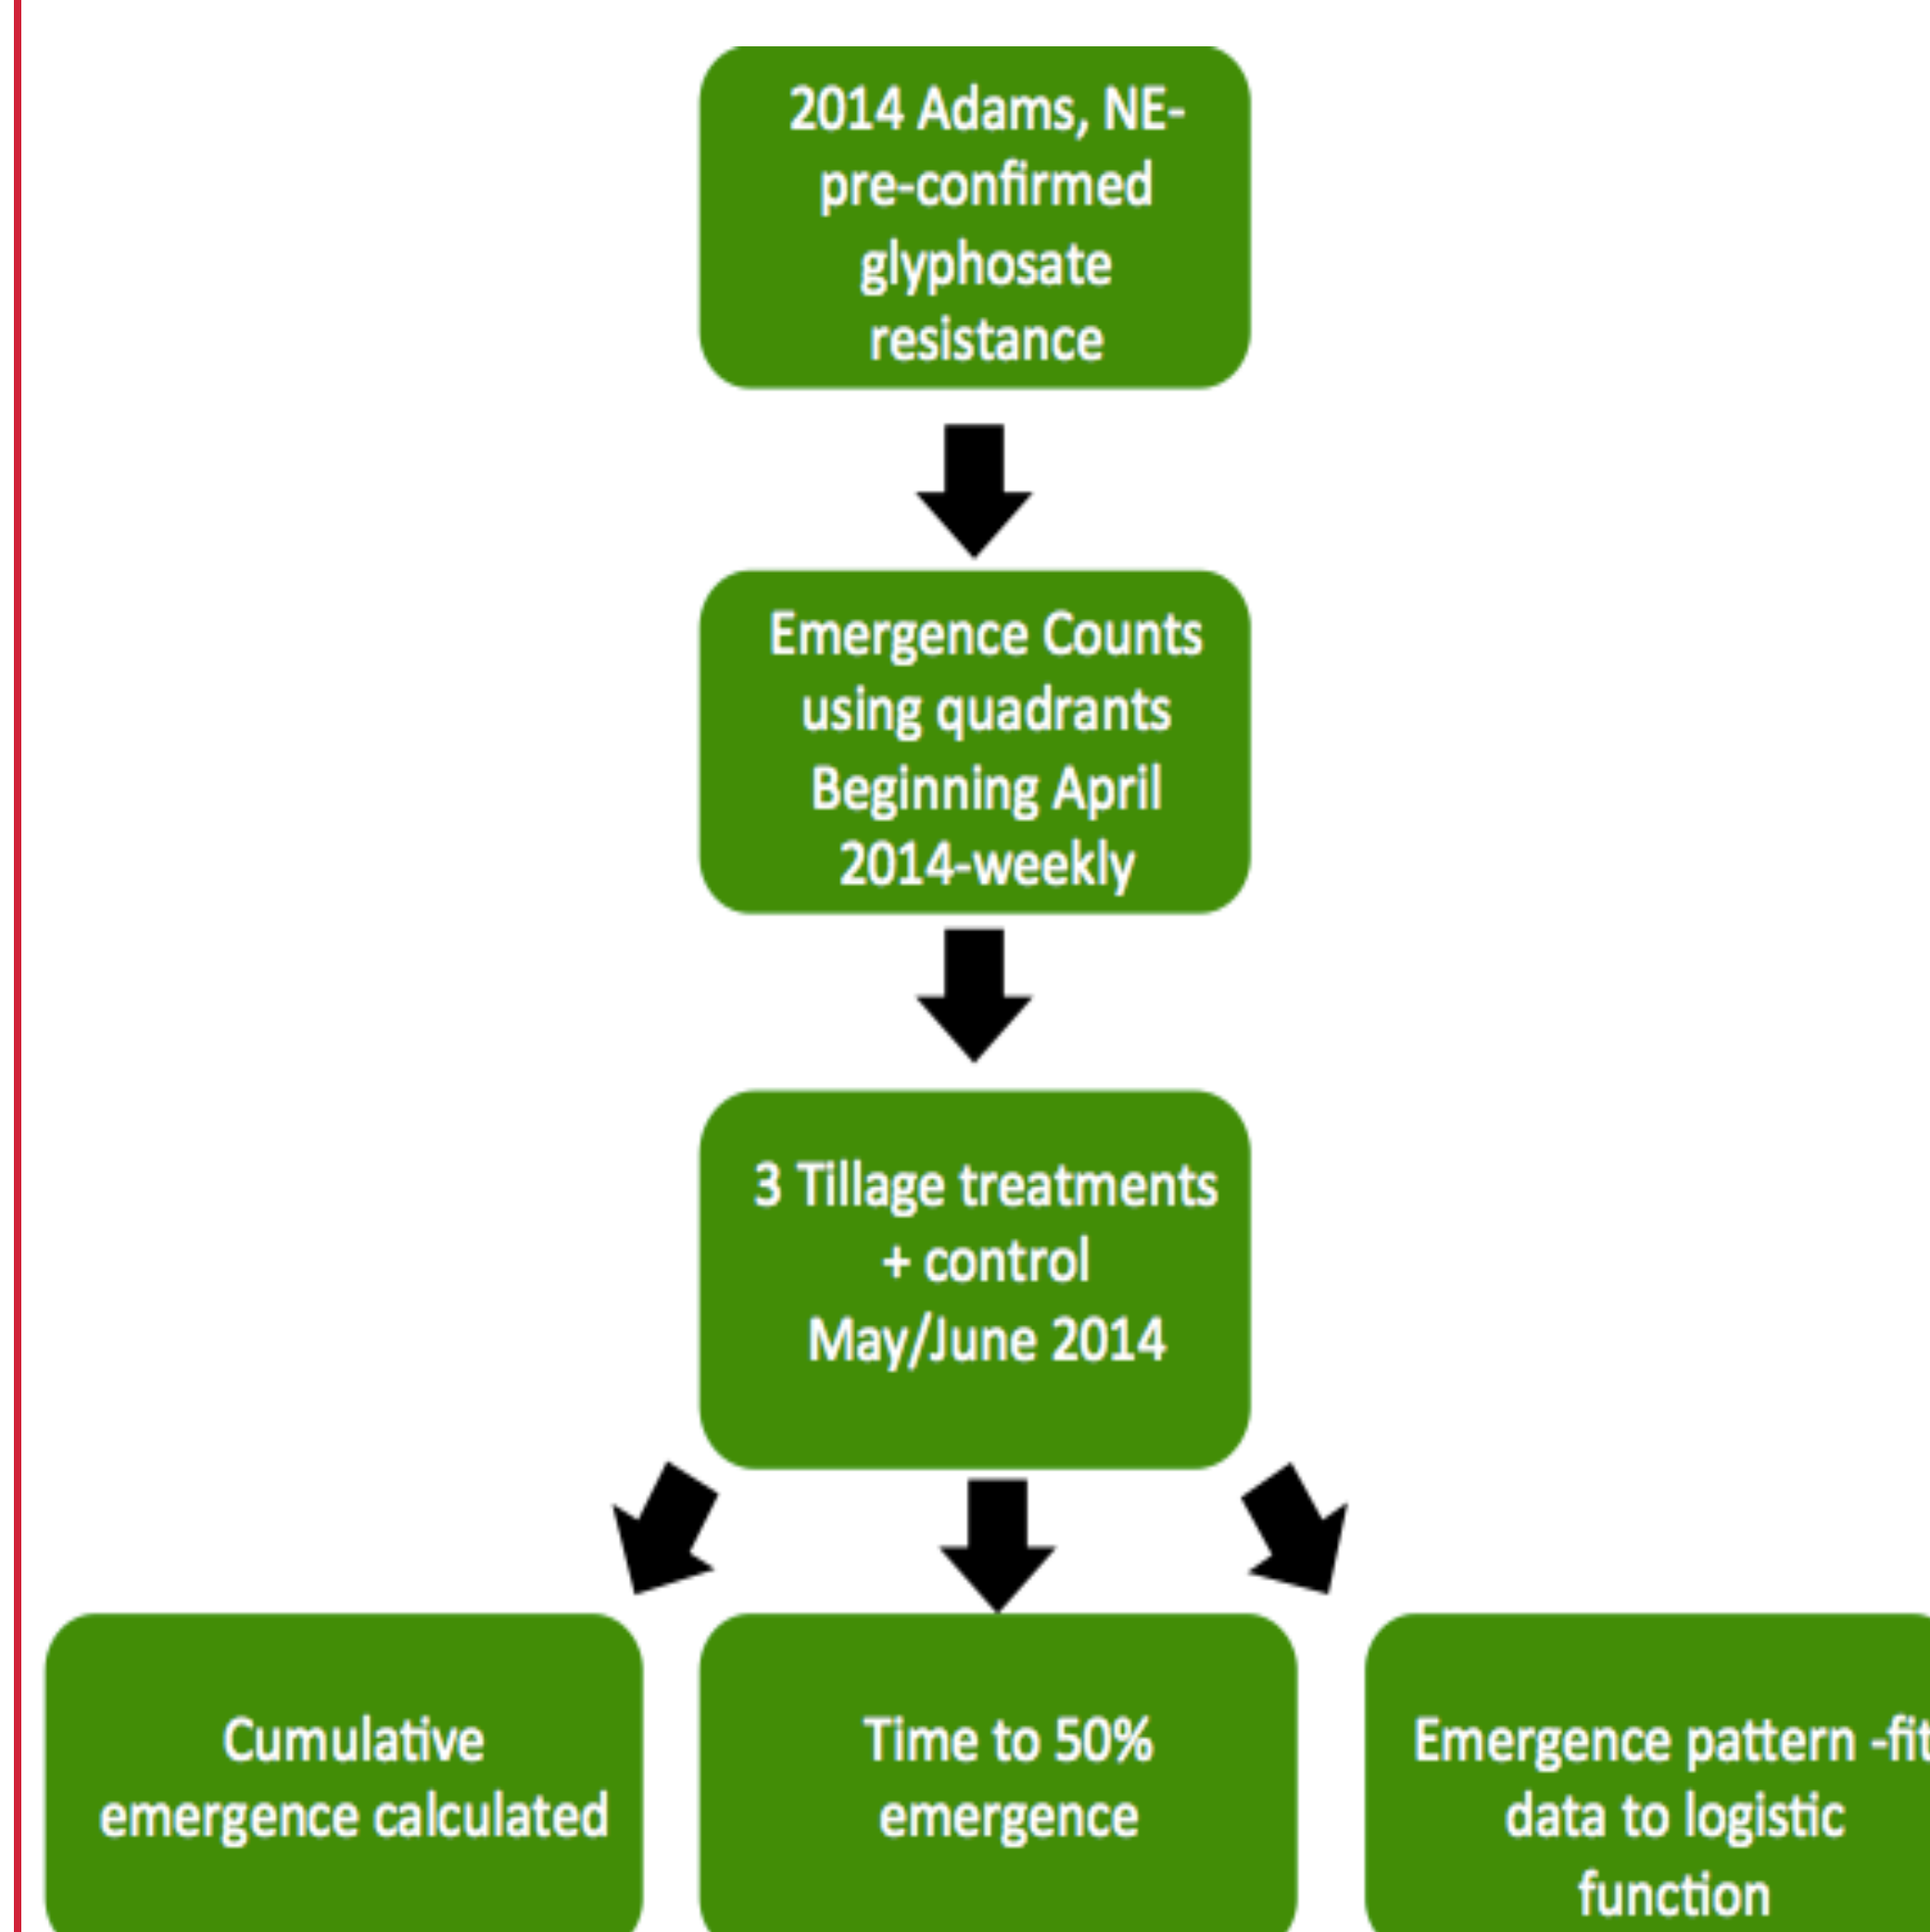 2014 Adams, NE-
pre-confirmed
glyphosate
resistance
Emergence Counts
using quadrants
Beginning April
2014-weekly
3 Tillage treatments
+ control
May/June 2014
Cumulative
emergence calculated
Time to 50%
emergence
Emergence pattern -fit
data to logistic
function